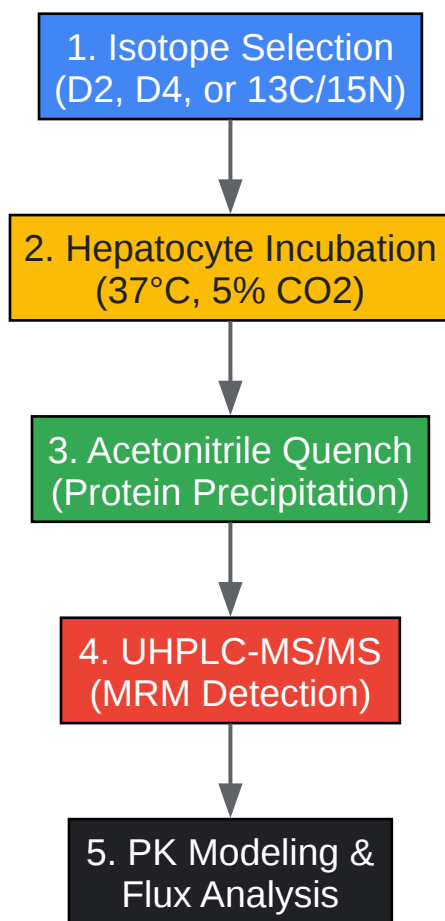 1. Isotope Selection
(D2, D4, or 13C/15N)
2. Hepatocyte Incubation
(37°C, 5% CO2)
3. Acetonitrile Quench
(Protein Precipitation)
4. UHPLC-MS/MS
(MRM Detection)
5. PK Modeling &
Flux Analysis